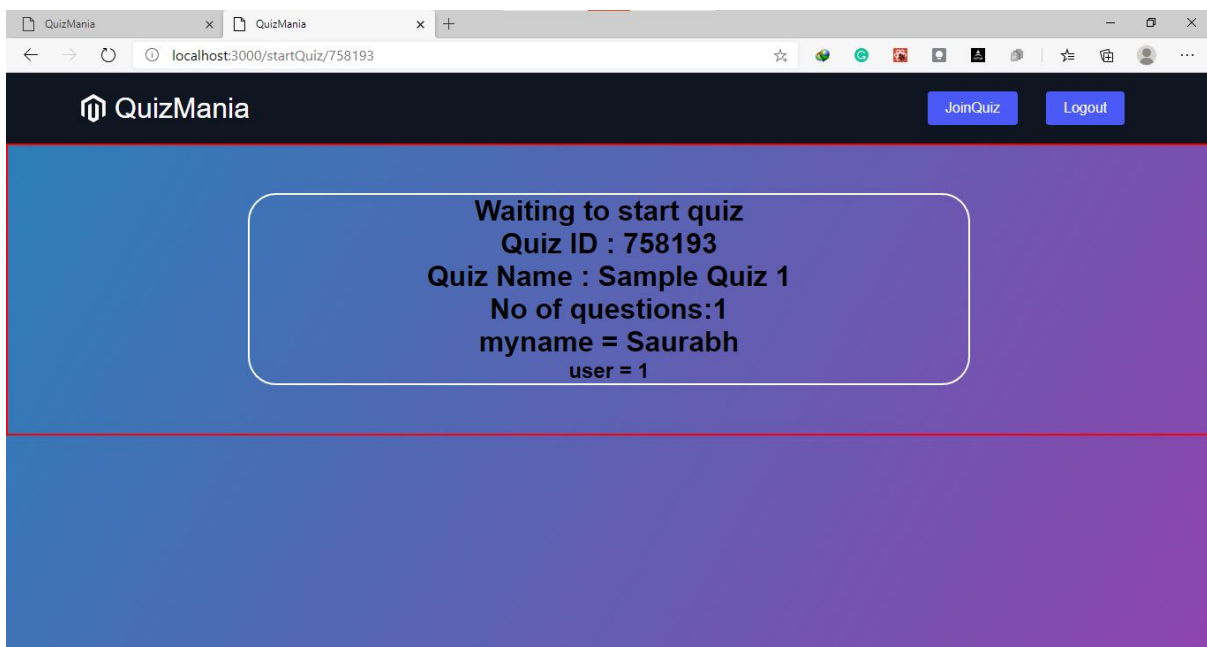 QuizMania
QuizMania
localhost:3000/startQuiz/758193
QuizMania
JoinQuiz
Logout
Waiting to start quiz
Quiz ID : 758193
Quiz Name : Sample Quiz 1
No of questions:1
myname = Saurabh
user = 1